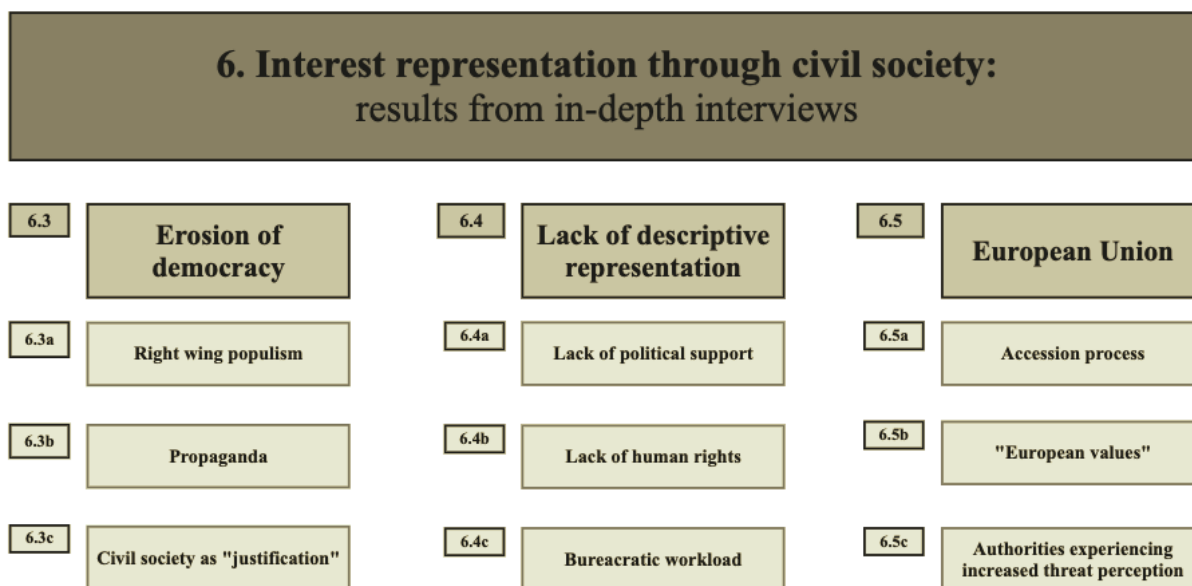 6. Interest representation through civil society:
results from in-depth interviews
6.3
Erosion of
democracy
6.4
Lack of descriptive
representation
6.5
European Union
6.3a
Right wing populism
6.4a
Lack of political support
6.5a
Accession process
6.3b
Propaganda
6.4b
Lack of human rights
6.5b
"European values"
6.3c
Civil society as "justification"
6.4c
Bureacratic workload
6.5c
Authorities experiencing
increased threat perception